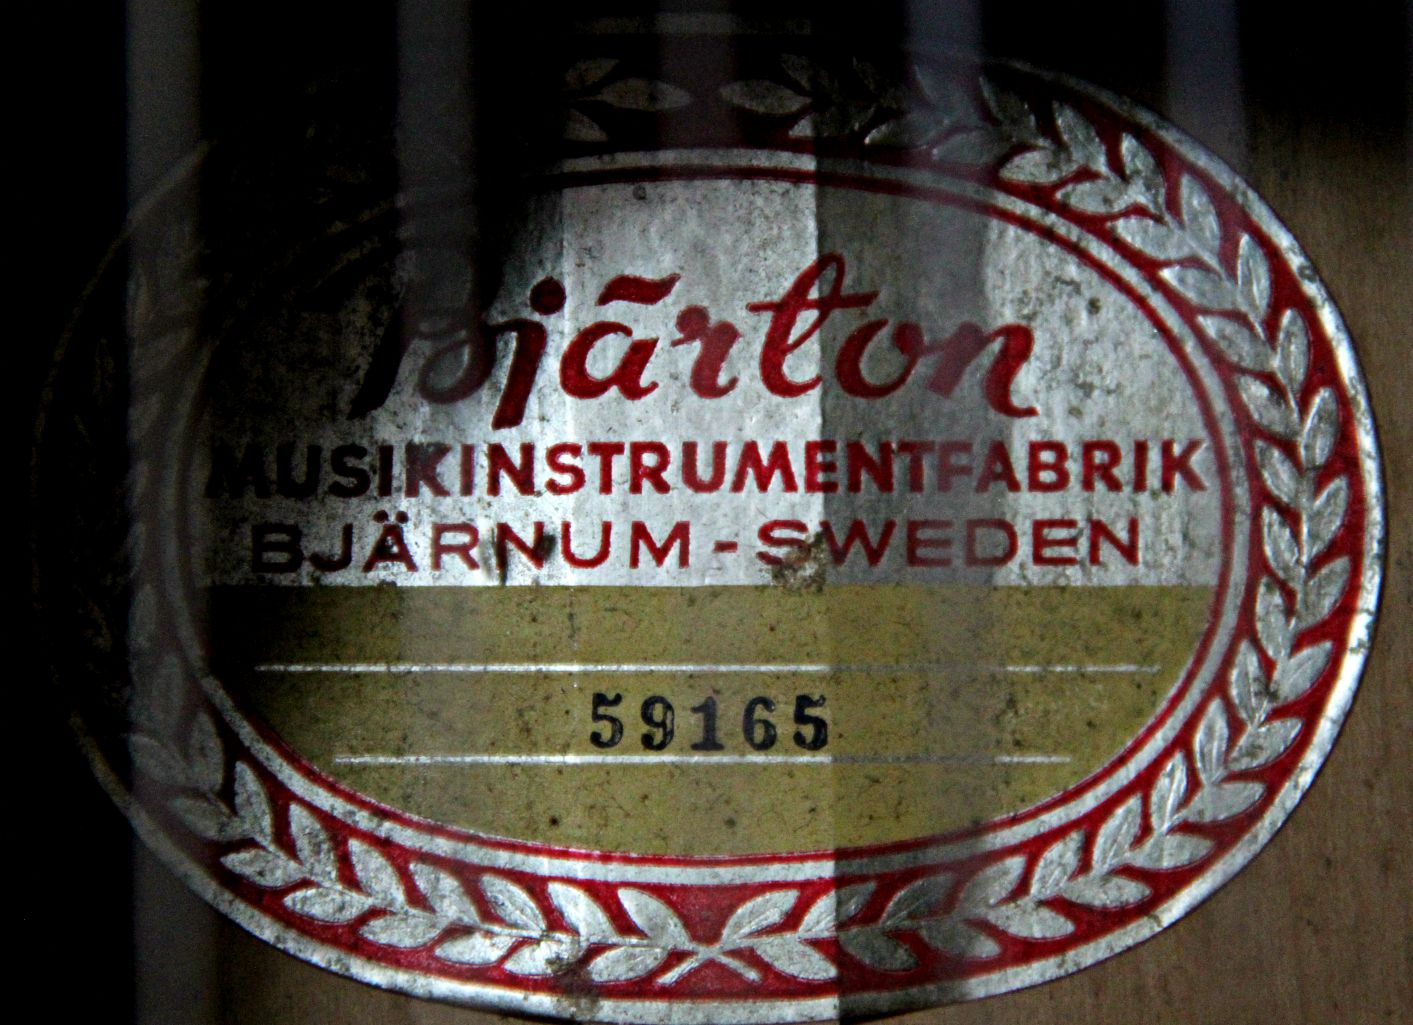 Bjärton
MUSIKINSTRUMENTFABRIK
BJÄRNUM - SWEDEN
59165